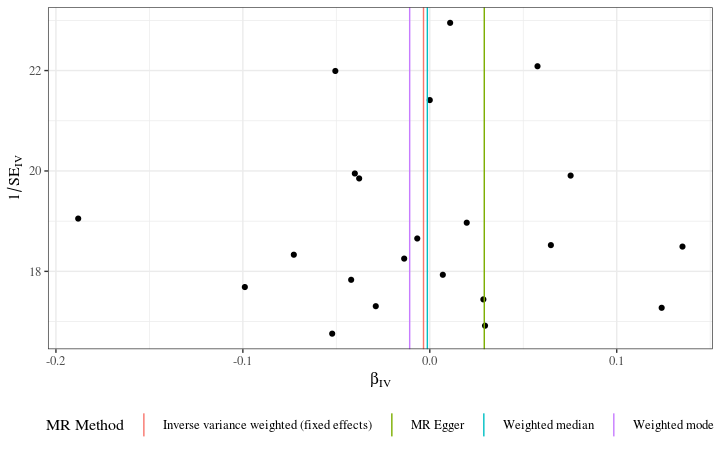 22
20
18
1/SE_IV
-0.2
-0.1
0.0
0.1
β_IV
MR Method
Inverse variance weighted (fixed effects)
MR Egger
Weighted median
Weighted mode